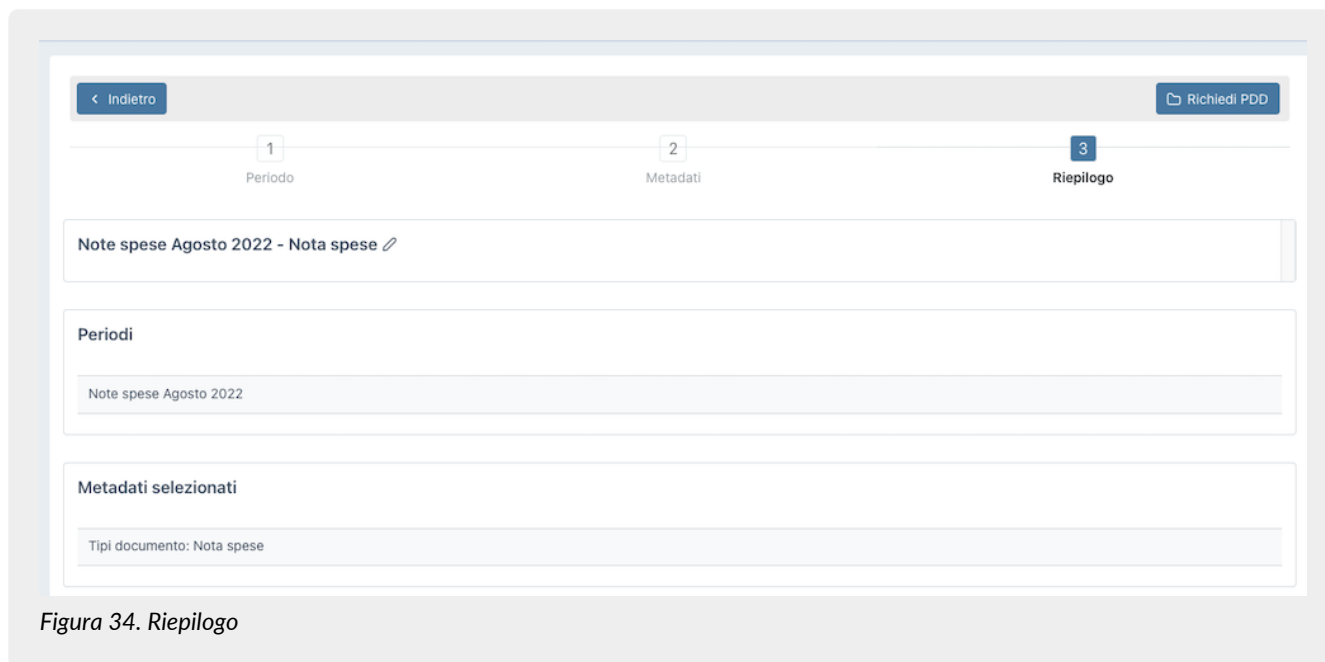 Indietro
Richiedi PDD
1
2
3
Periodo
Metadati
Riepilogo
Note spese Agosto 2022 - Nota spese
Periodi
Note spese Agosto 2022
Metadati selezionati
Tipi documento: Nota spese
Figura 34. Riepilogo